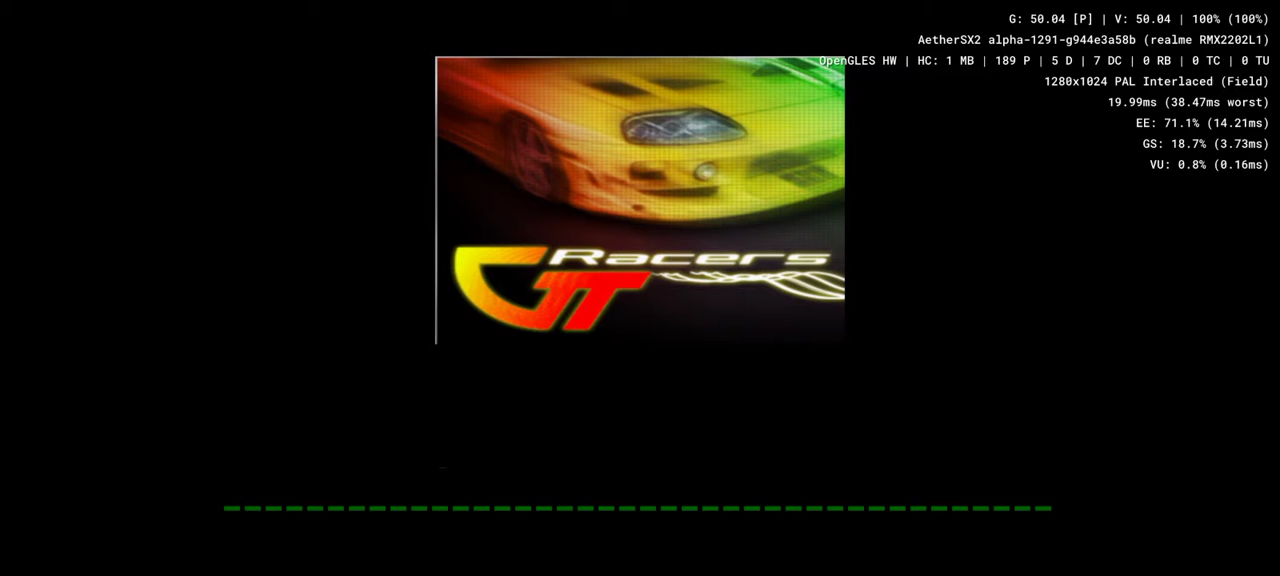 G: 50.04 [P] | V: 50.04 | 100% (100%)
AetherSX2 alpha-1291-g944e3a58b (realme RMX2202L1)
OpenGLES HW | HC: 1 MB | 189 P | 5 D | 7 DC | 0 RB | 0 TC | 0 TU
1280x1024 PAL Interlaced (Field)
19.99ms (38.47ms worst)
EE: 71.1% (14.21ms)
GS: 18.7% (3.73ms)
VU: 0.8% (0.16ms)
Racers
GT